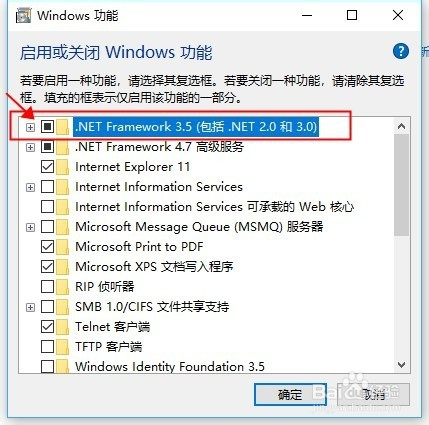 Windows 功能
启用或关闭 Windows 功能
若要启用一种功能，请选择其复选框。若要关闭一种功能，请清除其复选
框。填充的框表示仅启用该功能的一部分。
.NET Framework 3.5 (包括 .NET 2.0 和 3.0)
.NET Framework 4.7 高级服务
Internet Explorer 11
Internet Information Services
Internet Information Services 可承载的 Web 核心
Microsoft Message Queue (MSMQ) 服务器
Microsoft Print to PDF
Microsoft XPS 文档写入程序
RIP 侦听器
SMB 1.0/CIFS 文件共享支持
Telnet 客户端
TFTP 客户端
Windows Identity Foundation 3.5
确定
取消